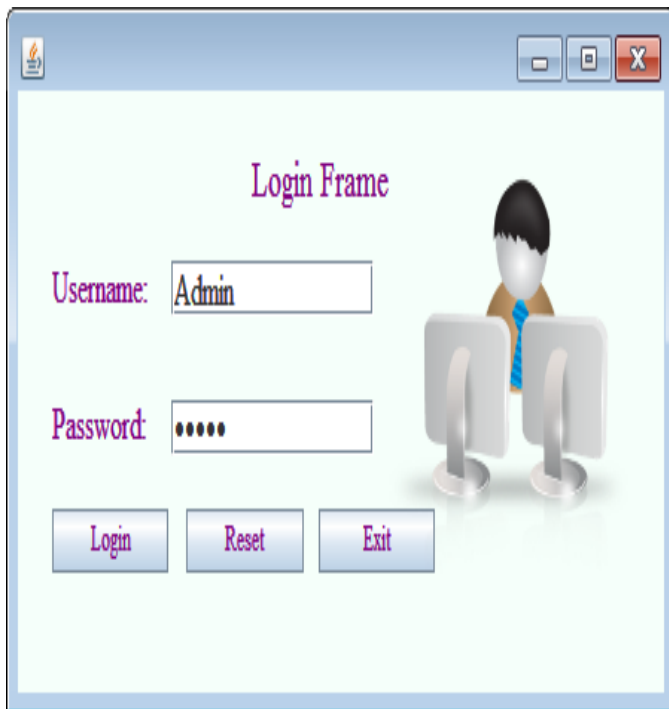 Login Frame
Username: Admin
Password: •••••
Login Reset Exit